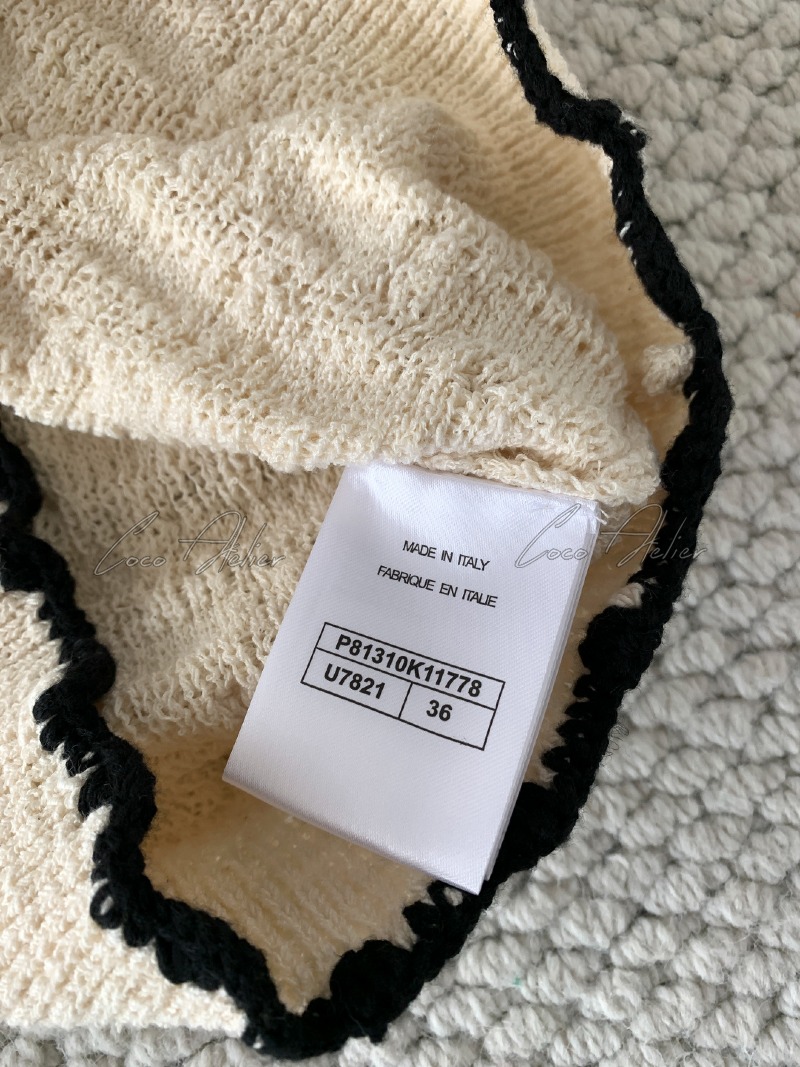 MADE IN ITALY
FABRIQUE EN ITALIE
P81310K11778
U7821 36
Coco Atelier Coco Atelier